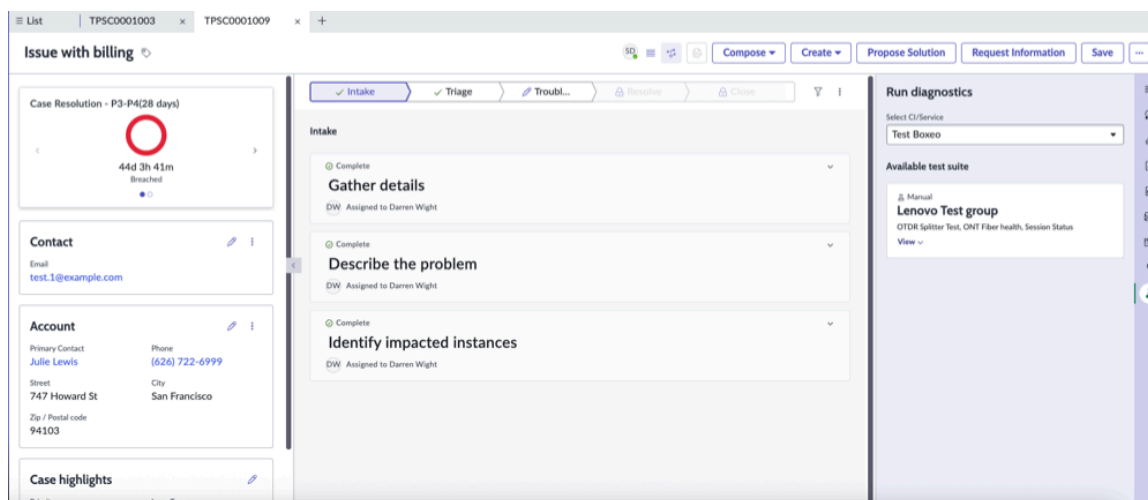 List
TPSC0001003
TPSC0001009
Issue with billing
SD
Compose
Create
Propose Solution
Request Information
Save
Case Resolution - P3-P4(28 days)
44d 3h 41m
Breached
Contact
Email
test.1@example.com
Account
Primary Contact
Phone
Julie Lewis
(626) 722-6999
Street
City
747 Howard St
San Francisco
Zip / Postal code
94103
Case highlights
Intake
Triage
Troubl...
Resolve
Close
Intake
Complete
Gather details
DW Assigned to Darren Wight
Complete
Describe the problem
DW Assigned to Darren Wight
Complete
Identify impacted instances
DW Assigned to Darren Wight
Run diagnostics
Select CI/Service
Test Boxeo
Available test suite
Manual
Lenovo Test group
OTDR Splitter Test, ONT Fiber health, Session Status
View